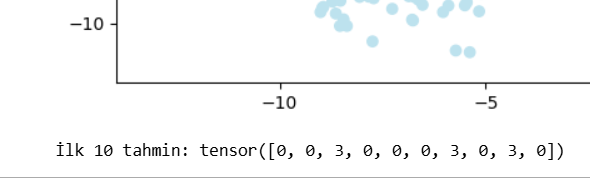 −10
−10 −5
İlk 10 tahmin: tensor([0, 0, 3, 0, 0, 0, 3, 0, 3, 0])